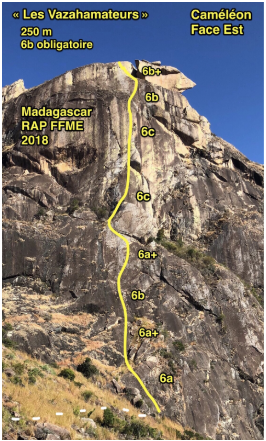 « Les Vazahamateurs »
250 m
6b obligatoire
Caméléon
Face Est
Madagascar
RAP FFME
2018
6b+
6b
6c
6c
6a+
6b
6a+
6a